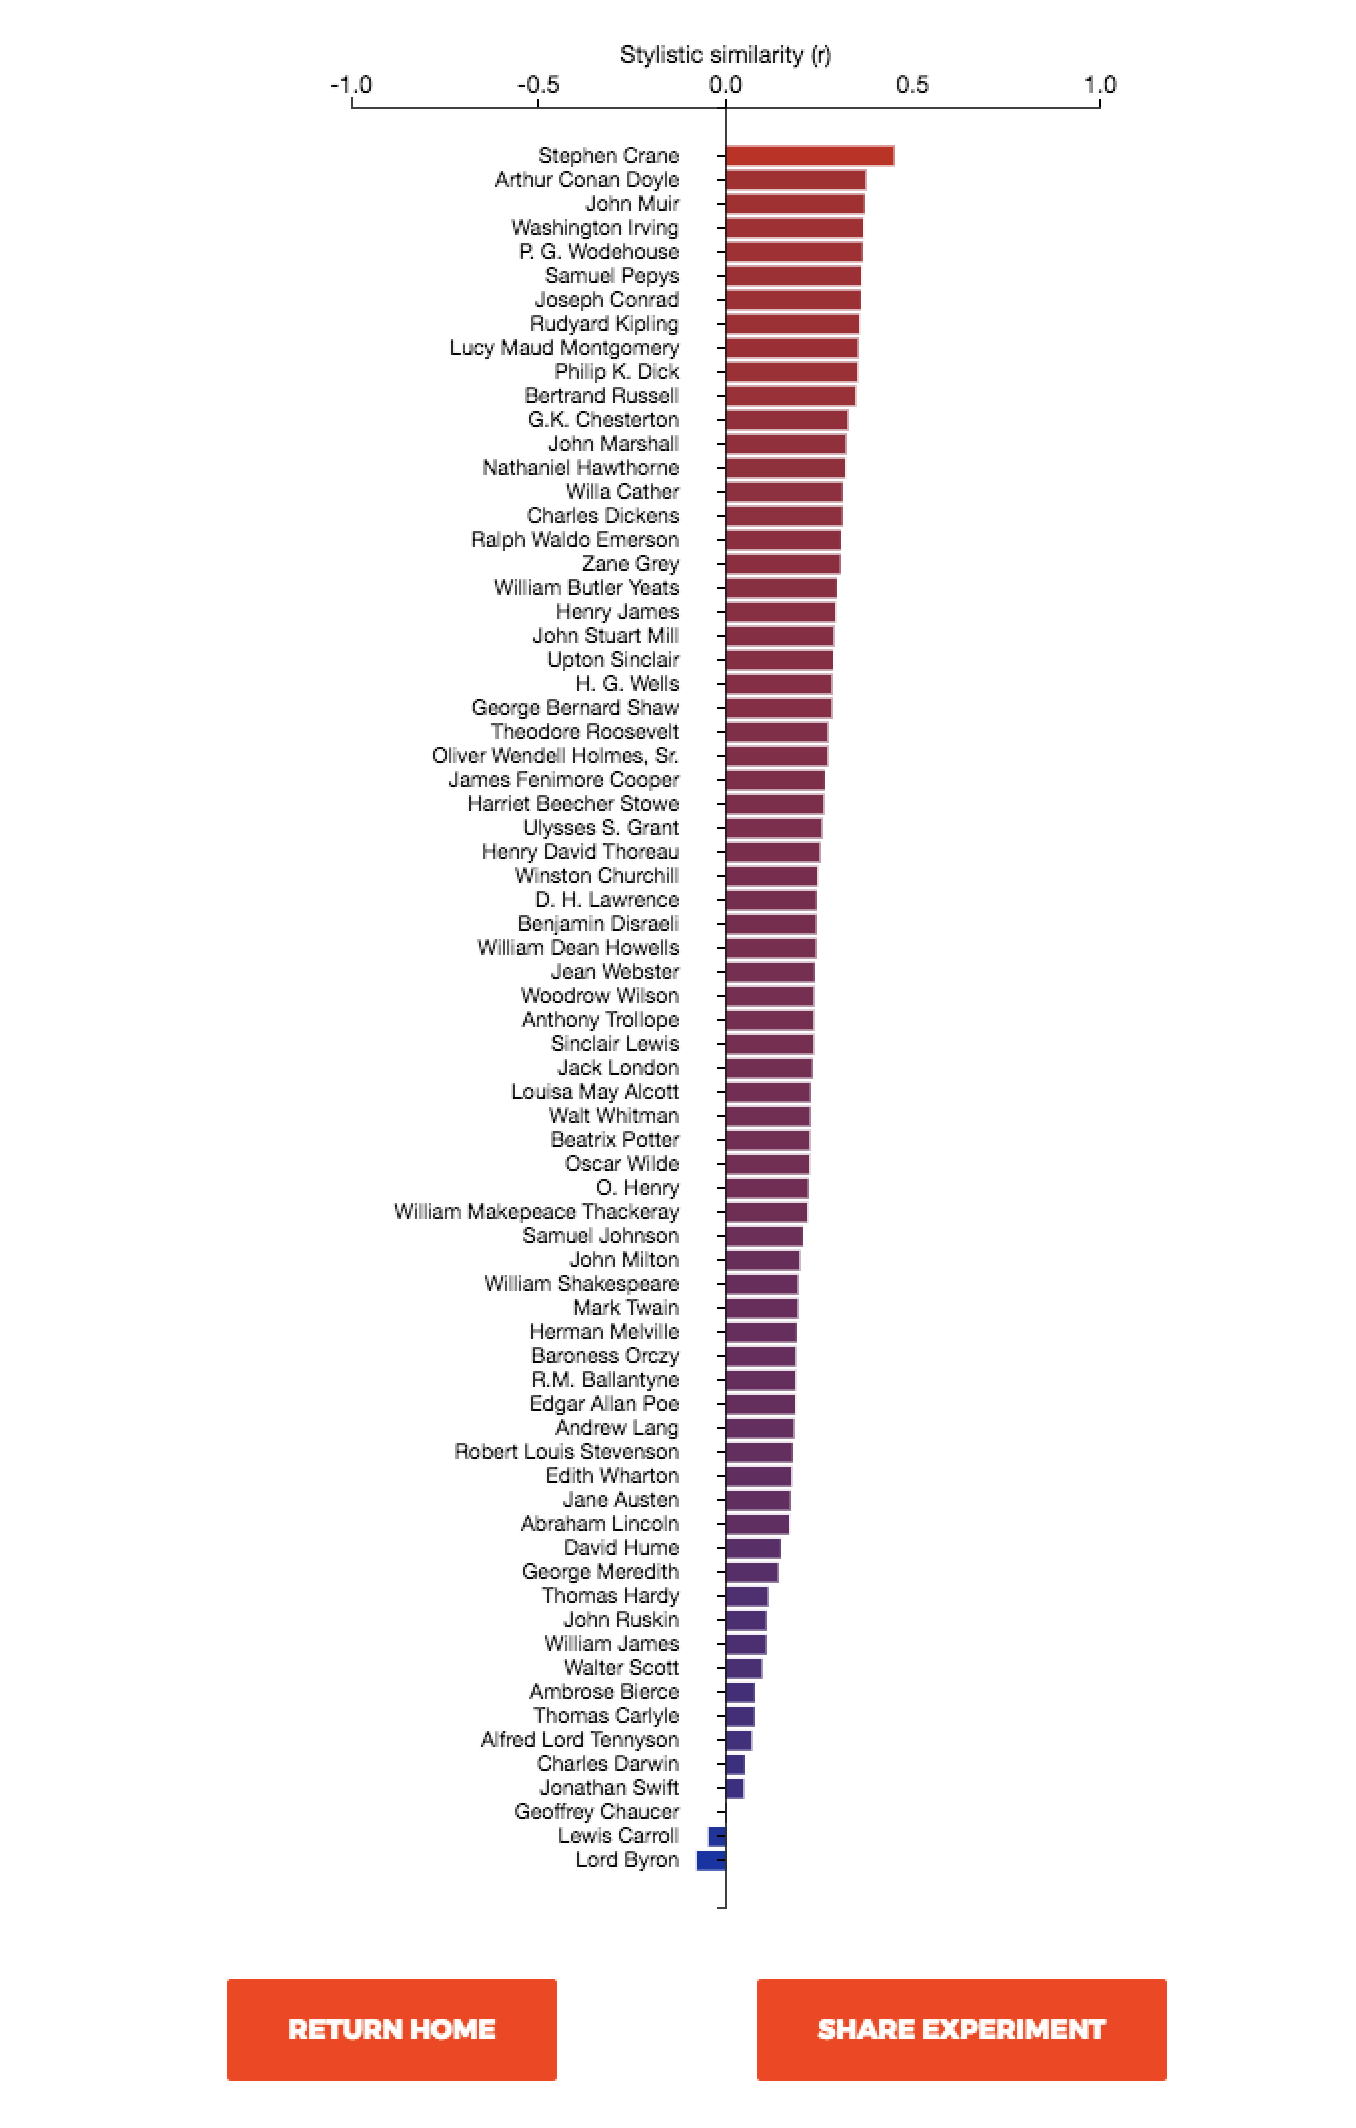 Stylistic similarity (r)
-1.0 -0.5 0.0 0.5 1.0
Stephen Crane
Arthur Conan Doyle
John Muir
Washington Irving
P. G. Wodehouse
Samuel Pepys
Joseph Conrad
Rudyard Kipling
Lucy Maud Montgomery
Philip K. Dick
Bertrand Russell
G.K. Chesterton
John Marshall
Nathaniel Hawthorne
Willa Cather
Charles Dickens
Ralph Waldo Emerson
Zane Grey
William Butler Yeats
Henry James
John Stuart Mill
Upton Sinclair
H. G. Wells
George Bernard Shaw
Theodore Roosevelt
Oliver Wendell Holmes, Sr.
James Fenimore Cooper
Harriet Beecher Stowe
Ulysses S. Grant
Henry David Thoreau
Winston Churchill
D. H. Lawrence
Benjamin Disraeli
William Dean Howells
Jean Webster
Woodrow Wilson
Anthony Trollope
Sinclair Lewis
Jack London
Louisa May Alcott
Walt Whitman
Beatrix Potter
Oscar Wilde
O. Henry
William Makepeace Thackeray
Samuel Johnson
John Milton
William Shakespeare
Mark Twain
Herman Melville
Baroness Orczy
R.M. Ballantyne
Edgar Allan Poe
Andrew Lang
Robert Louis Stevenson
Edith Wharton
Jane Austen
Abraham Lincoln
David Hume
George Meredith
Thomas Hardy
John Ruskin
William James
Walter Scott
Ambrose Bierce
Thomas Carlyle
Alfred Lord Tennyson
Charles Darwin
Jonathan Swift
Geoffrey Chaucer
Lewis Carroll
Lord Byron
RETURN HOME
SHARE EXPERIMENT